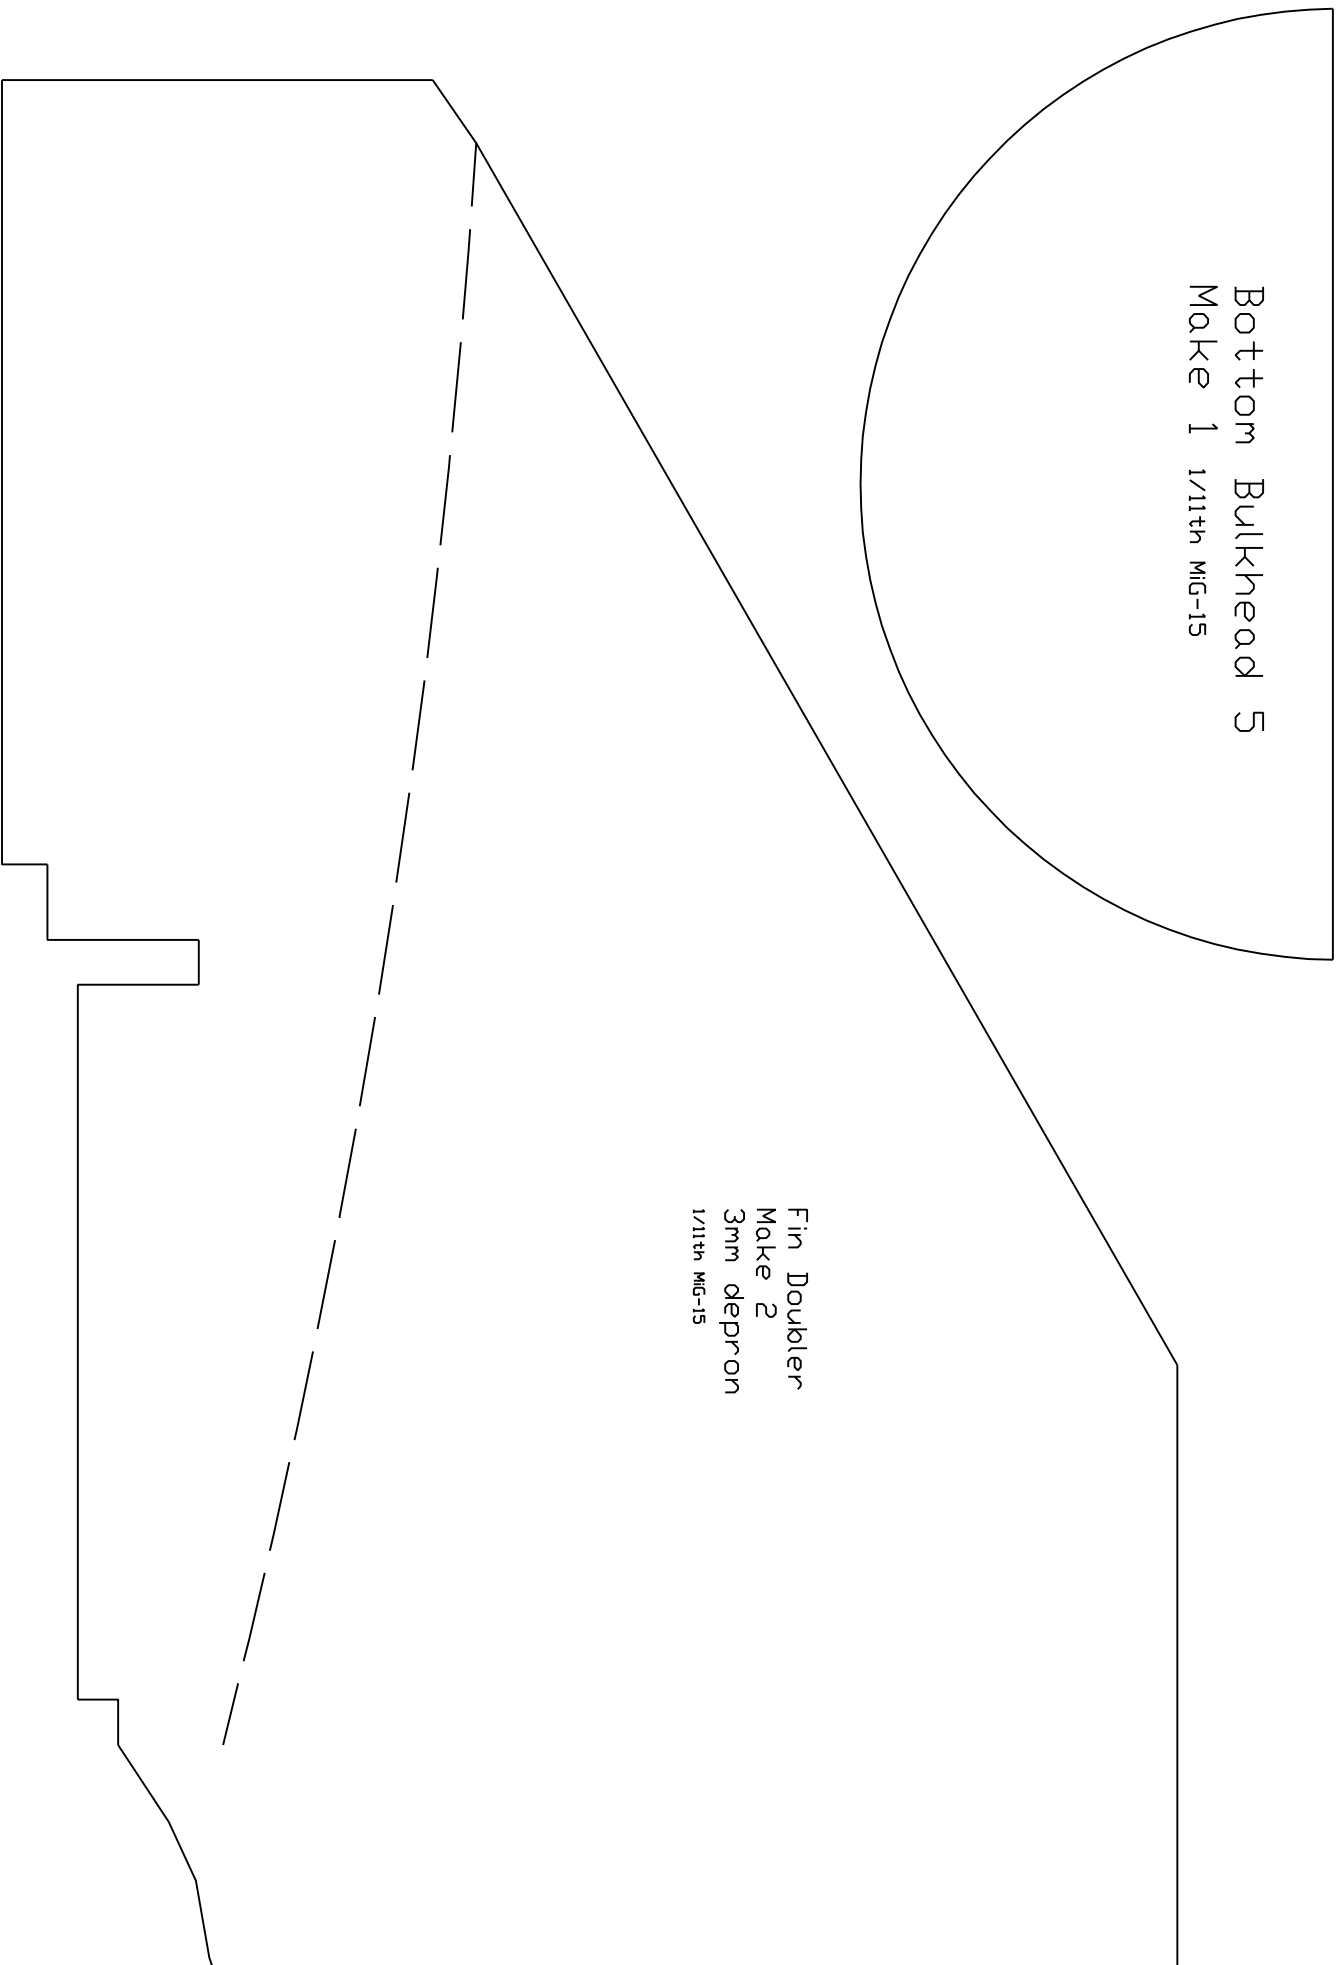 Bottom Bulkhead 5
Make 1 1/11th MiG-15
Fin Doubler
Make 2
3mm depron
1/11th MiG-15